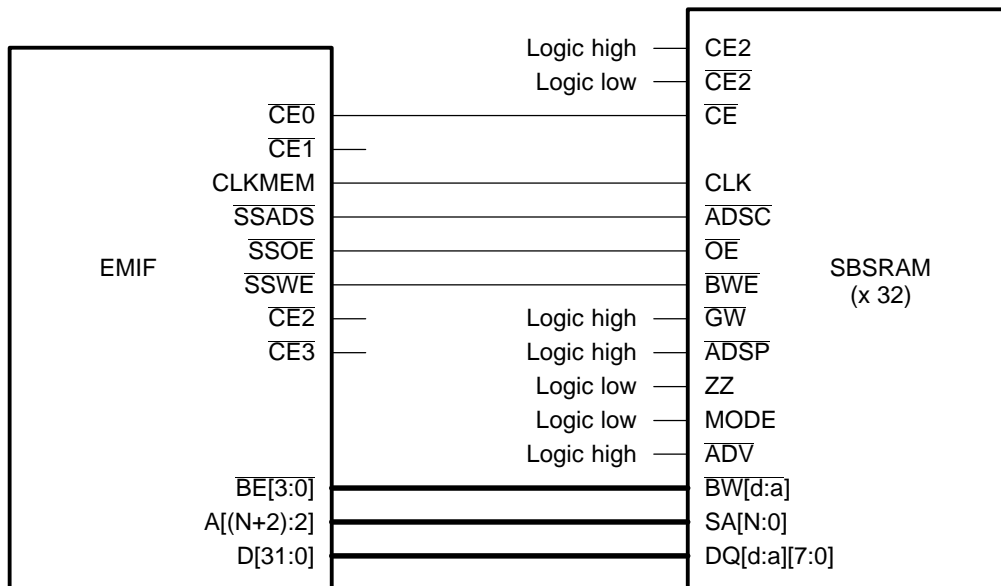 Logic high CE2
Logic low CE2
CE0 CE
CE1
CLKMEM CLK
SSADS ADSC
SSOE OE
EMIF SBSRAM
(x 32)
SSWE BWE
CE2 Logic high GW
CE3 Logic high ADSP
Logic low ZZ
Logic low MODE
Logic high ADV
BE[3:0] BW[d:a]
A[(N+2):2] SA[N:0]
D[31:0] DQ[d:a][7:0]